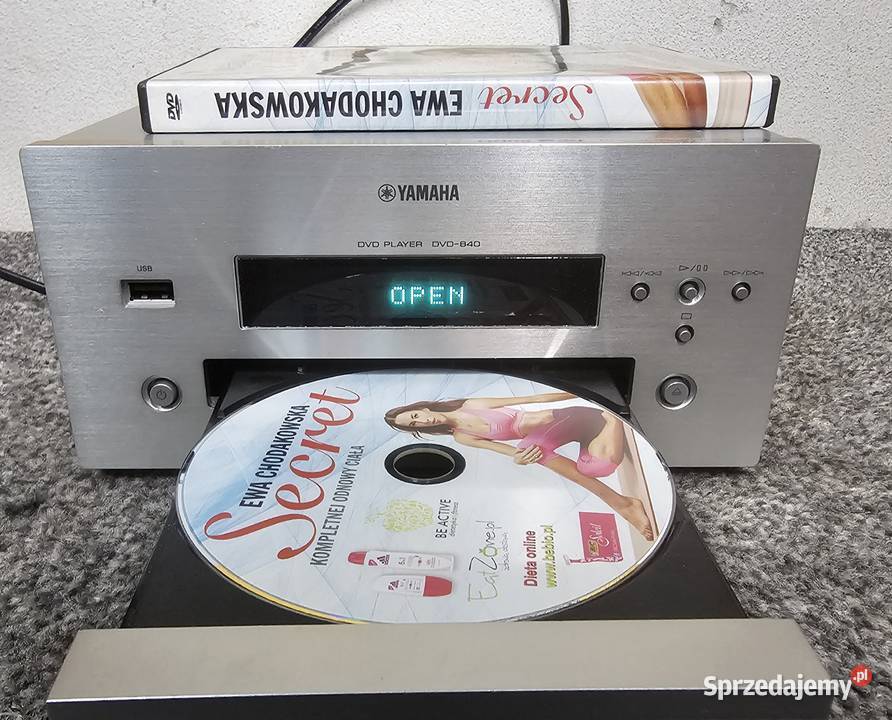 DVD
Secret EWA CHODAKOWSKA
YAMAHA
DVD PLAYER DVD-840
USB
OPEN
EWA CHODAKOWSKA
Secret
KOMPLETNEJ ODNOWY CIAŁA
BE ACTIVE
EatZone.pl
Dieta online
www.bebio.pl
Sprzedajemy.pl